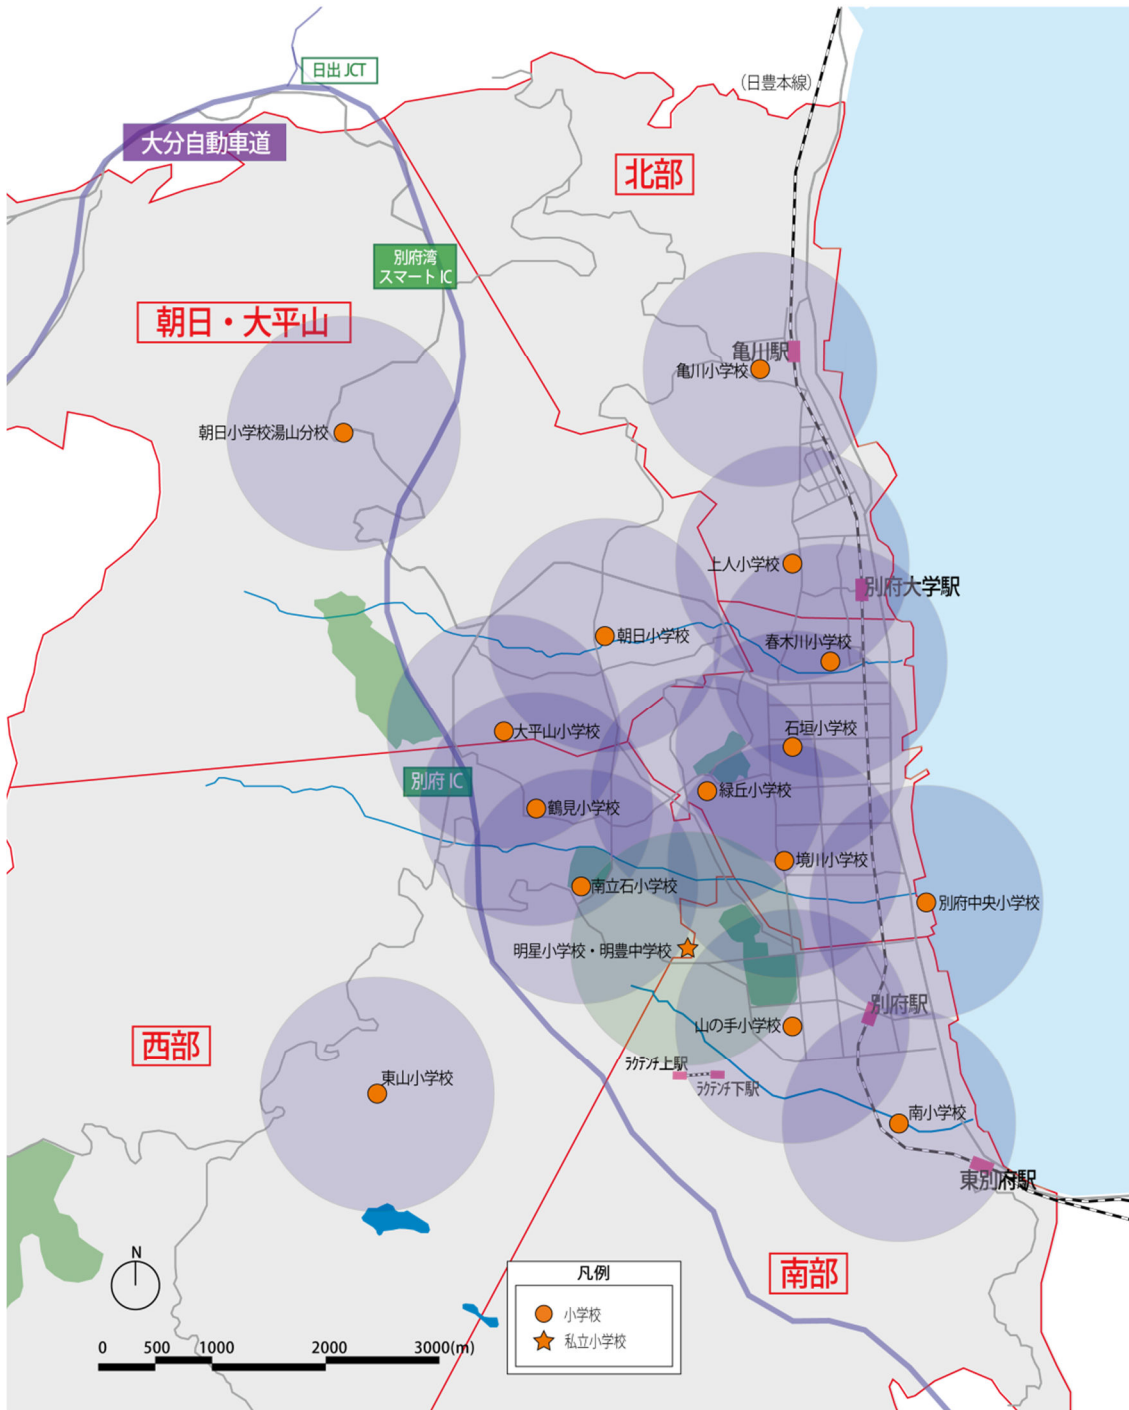 日出 JCT
(日豊本線)
大分自動車道
北部
別府湾
スマート IC
朝日・大平山
亀川駅
亀川小学校
朝日小学校湯山分校
上人小学校
別府大学駅
朝日小学校
春木川小学校
大平山小学校
石垣小学校
別府 IC
緑丘小学校
鶴見小学校
境川小学校
南立石小学校
別府中央小学校
明星小学校・明豊中学校
別府駅
山の手小学校
西部
ラクテンチ上駅
東山小学校
ラクテンチ下駅
南小学校
東別府駅
N
南部
凡例
小学校
私立小学校
0 500 1000 2000 3000(m)